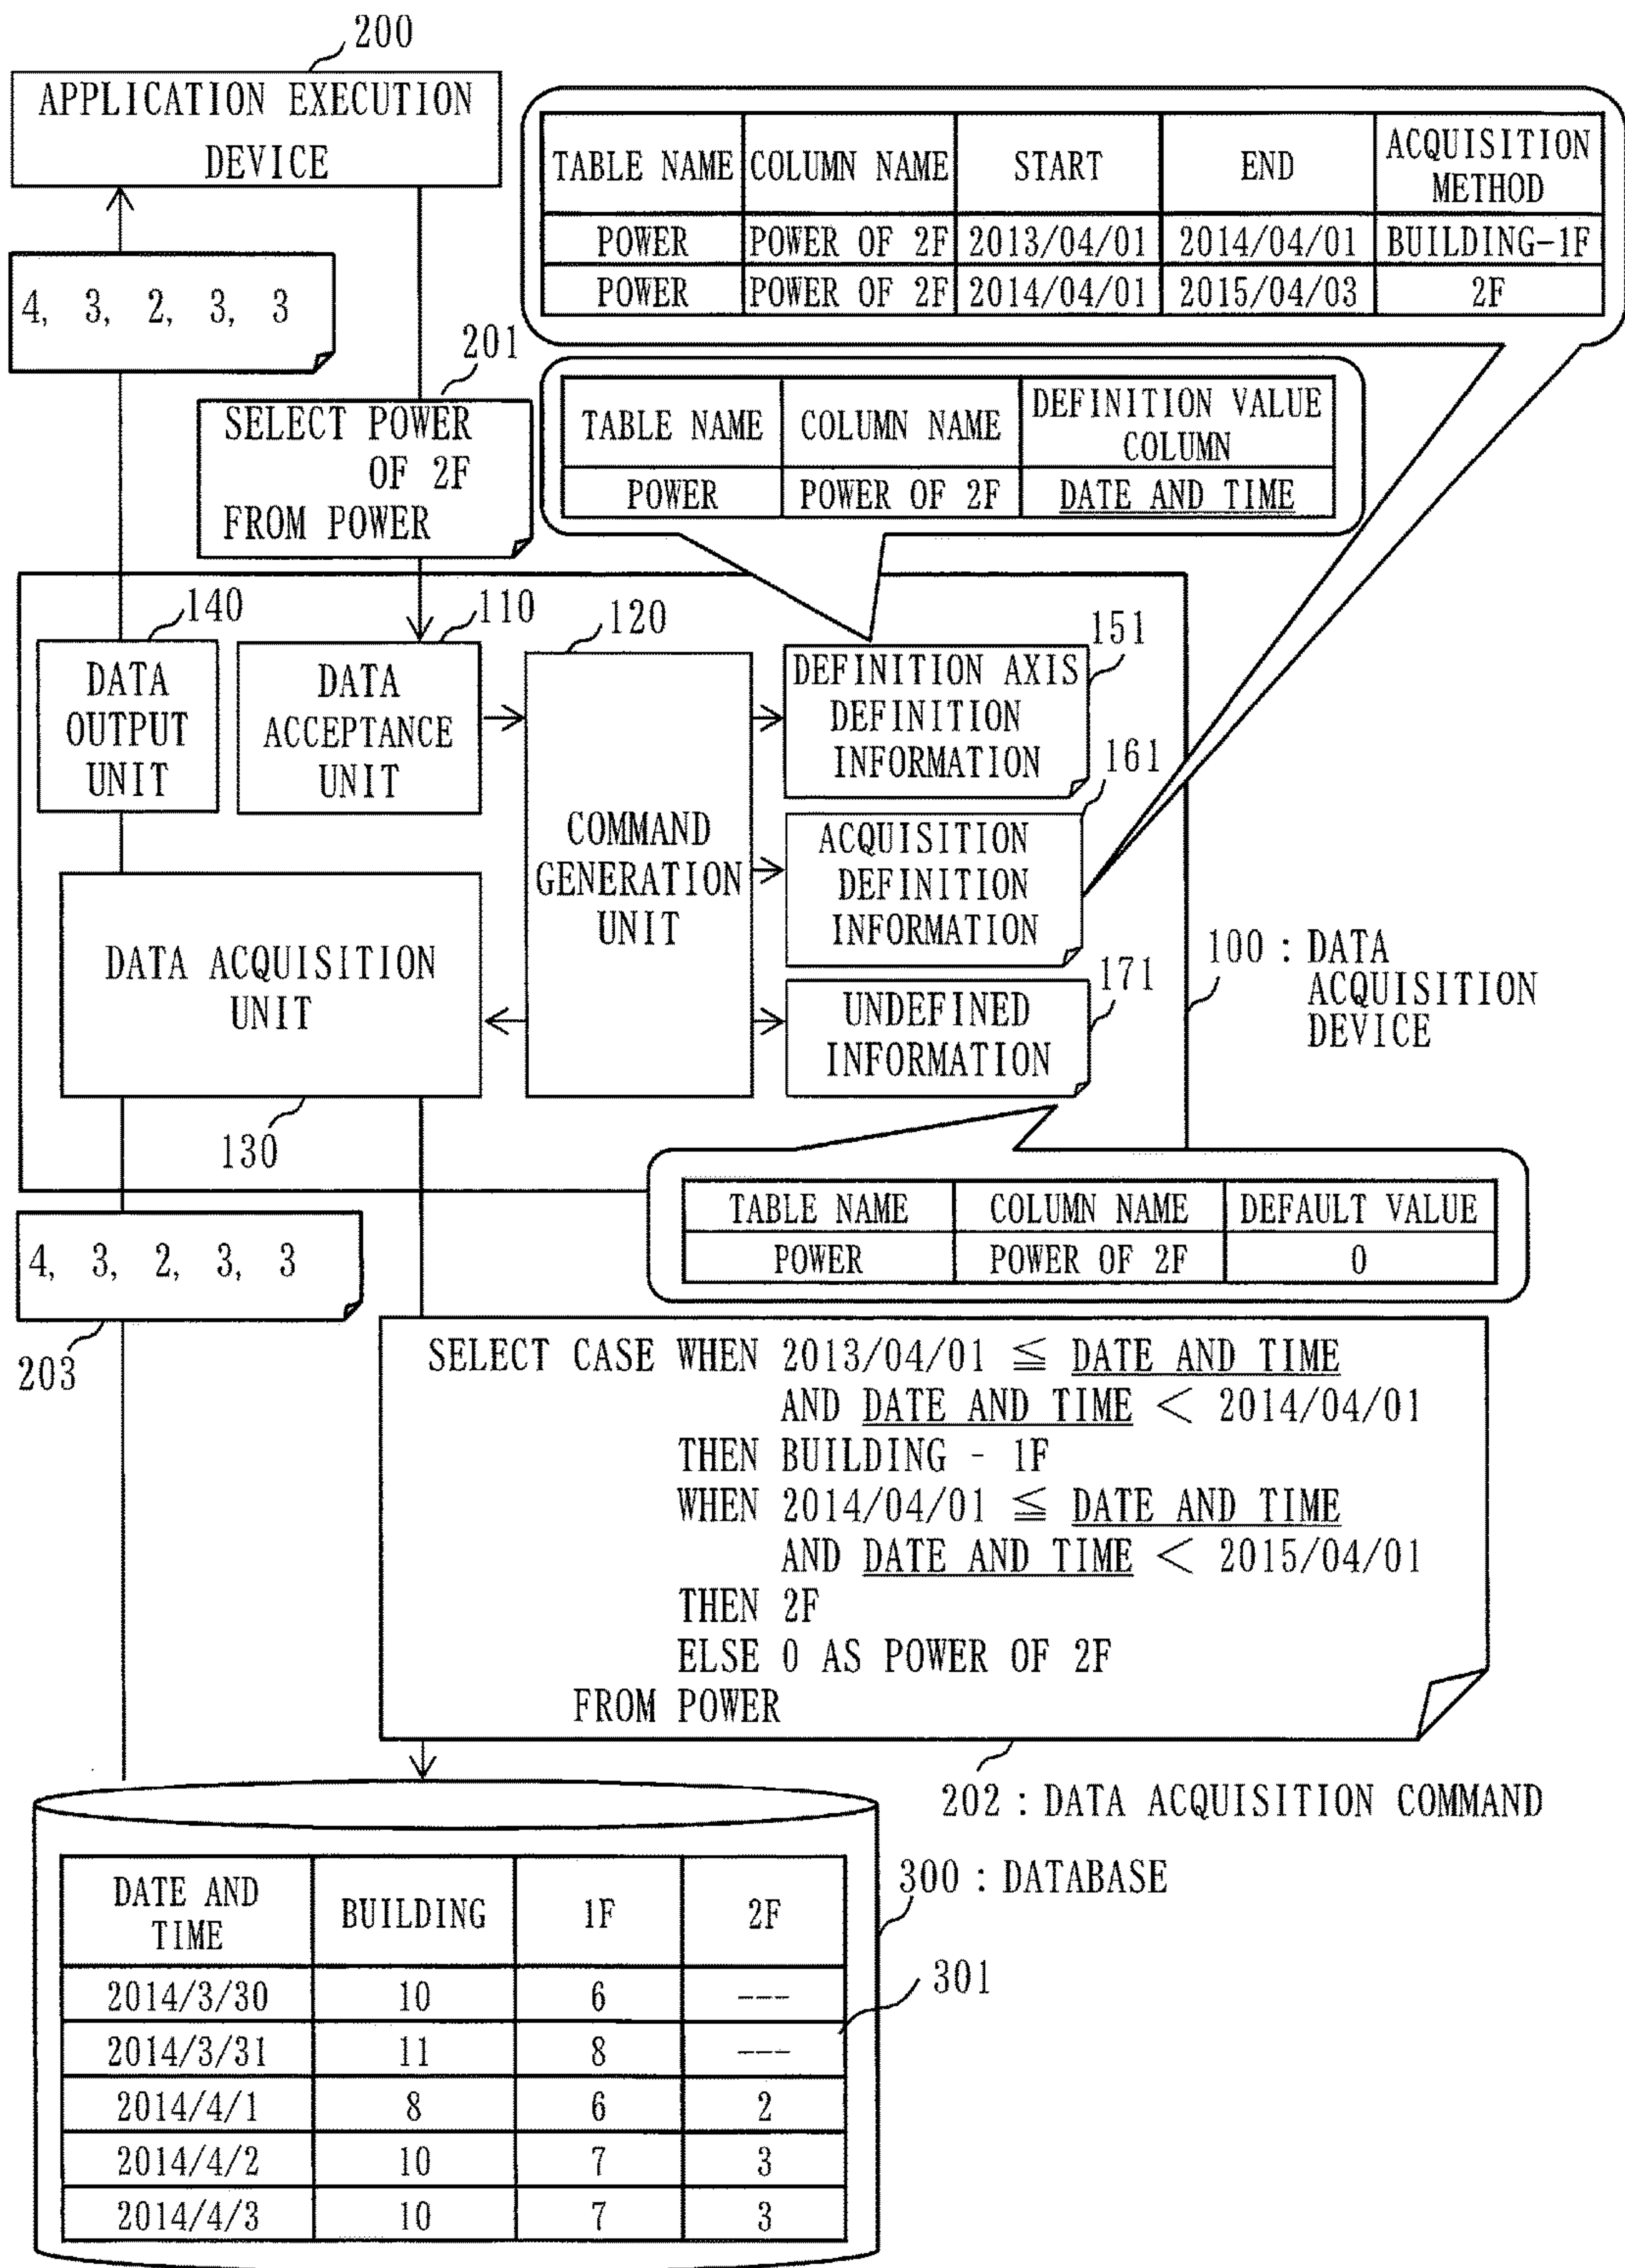 200
APPLICATION EXECUTION
DEVICE
TABLE NAME COLUMN NAME START END ACQUISITION METHOD
POWER POWER OF 2F 2013/04/01 2014/04/01 BUILDING-1F
POWER POWER OF 2F 2014/04/01 2015/04/03 2F
4, 3, 2, 3, 3
201
SELECT POWER
OF 2F
FROM POWER
TABLE NAME COLUMN NAME DEFINITION VALUE COLUMN
POWER POWER OF 2F DATE AND TIME
140
DATA
OUTPUT
UNIT
110
DATA
ACCEPTANCE
UNIT
120
COMMAND
GENERATION
UNIT
151
DEFINITION AXIS
DEFINITION
INFORMATION
161
ACQUISITION
DEFINITION
INFORMATION
171
UNDEFINED
INFORMATION
100 : DATA
ACQUISITION
DEVICE
DATA ACQUISITION
UNIT
130
TABLE NAME COLUMN NAME DEFAULT VALUE
POWER POWER OF 2F 0
4, 3, 2, 3, 3
203
SELECT CASE WHEN 2013/04/01 ≦ DATE AND TIME
AND DATE AND TIME < 2014/04/01
THEN BUILDING - 1F
WHEN 2014/04/01 ≦ DATE AND TIME
AND DATE AND TIME < 2015/04/01
THEN 2F
ELSE 0 AS POWER OF 2F
FROM POWER
202 : DATA ACQUISITION COMMAND
300 : DATABASE
301
DATE AND TIME BUILDING 1F 2F
2014/3/30 10 6 ---
2014/3/31 11 8 ---
2014/4/1 8 6 2
2014/4/2 10 7 3
2014/4/3 10 7 3